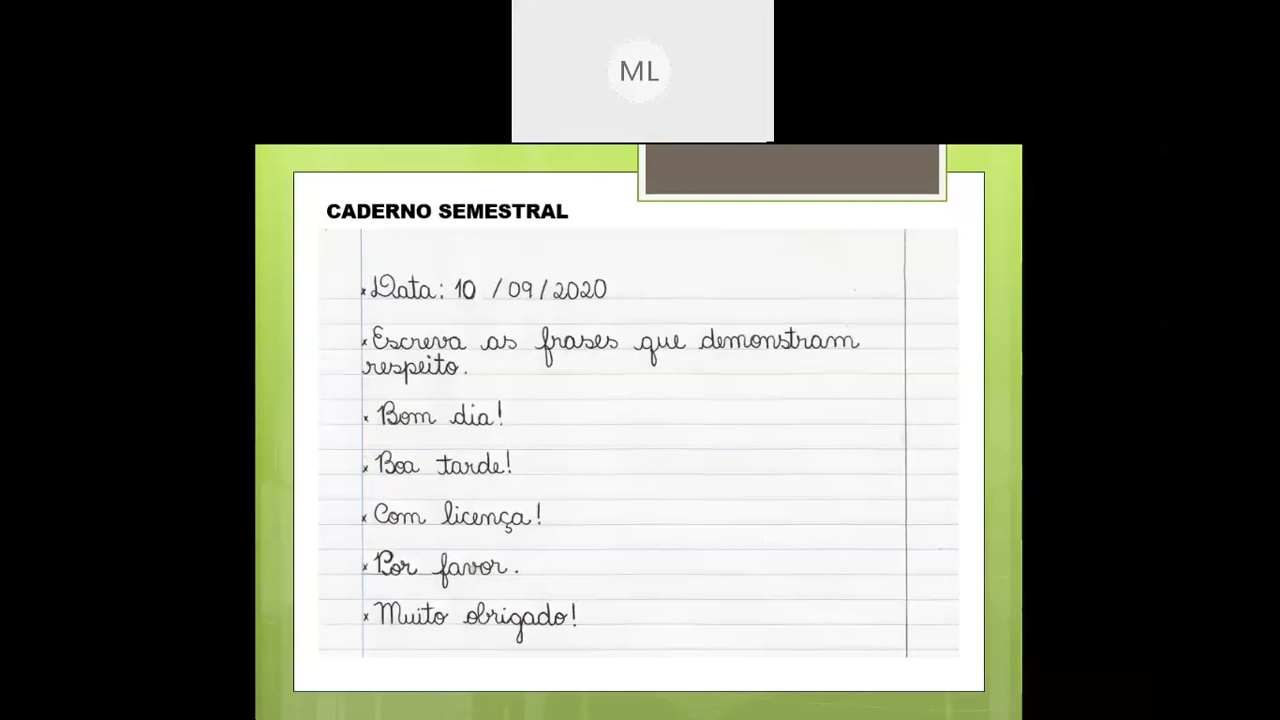 ML
CADERNO SEMESTRAL
x Data: 10 /09/2020
x Escreva as frases que demonstram
respeito.
x Bom dia!
x Boa tarde!
x Com licença!
x Por favor.
x Muito obrigado!